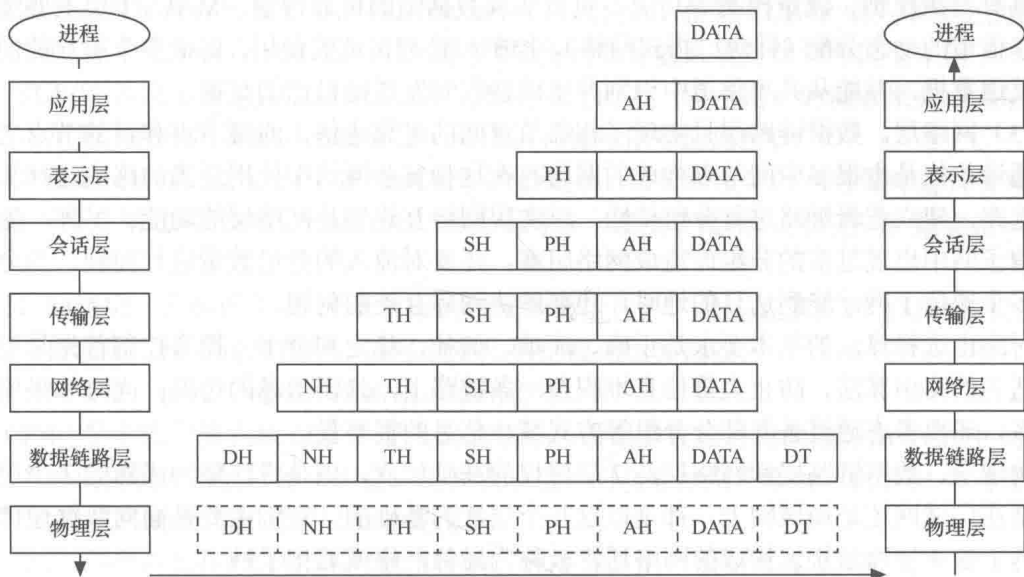 进程 DATA 进程
应用层 AH DATA 应用层
表示层 PH AH DATA 表示层
会话层 SH PH AH DATA 会话层
传输层 TH SH PH AH DATA 传输层
网络层 NH TH SH PH AH DATA 网络层
数据链路层 DH NH TH SH PH AH DATA DT 数据链路层
物理层 DH NH TH SH PH AH DATA DT 物理层